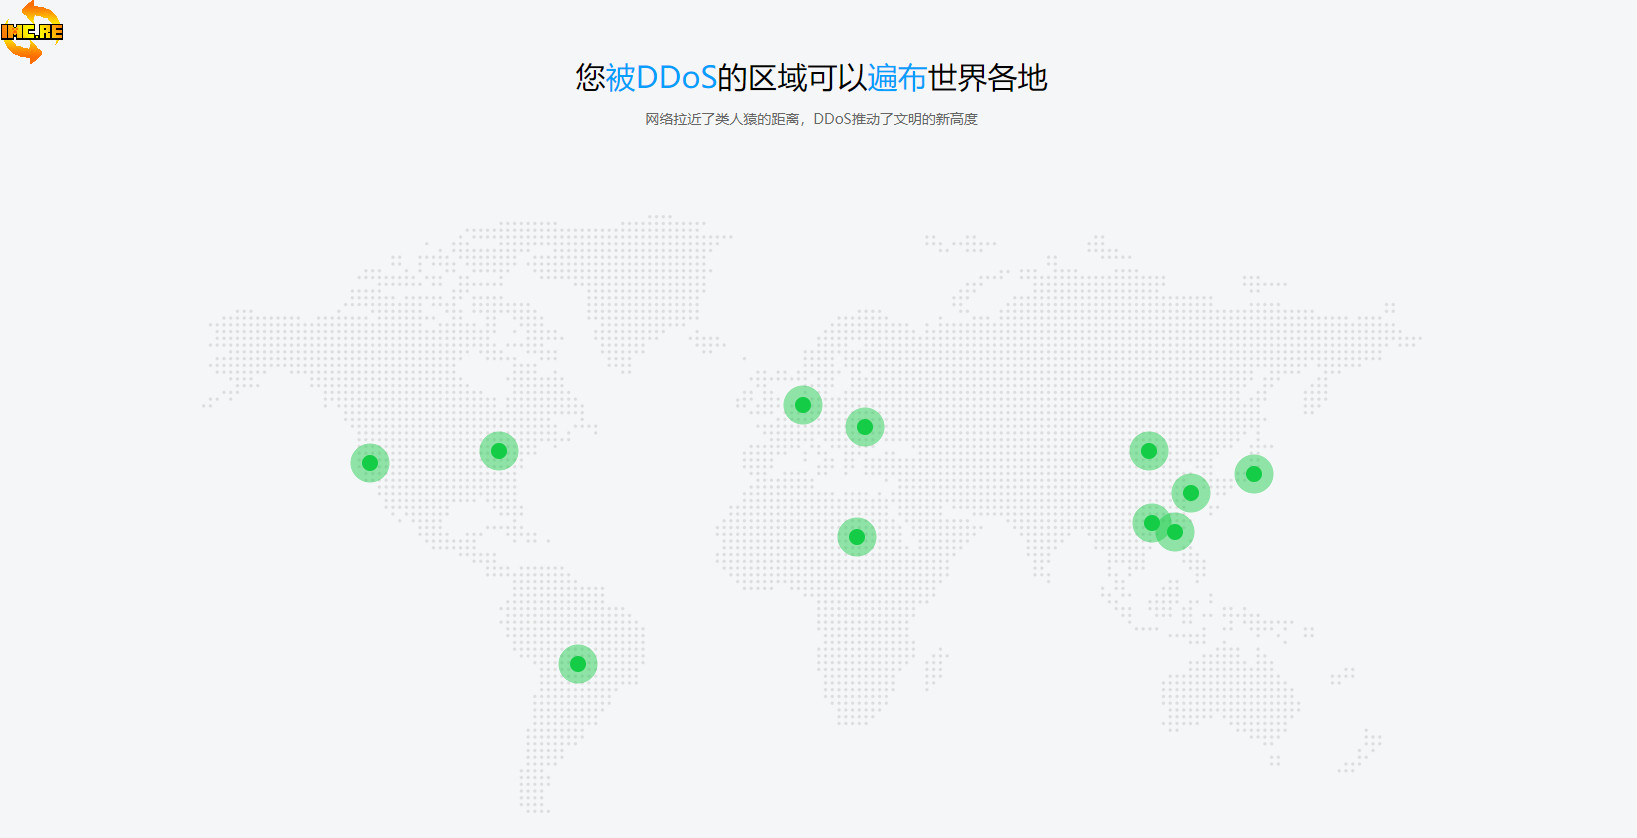 IMC.RE
您被DDoS的区域可以遍布世界各地
网络拉近了类人猿的距离，DDoS推动了文明的新高度